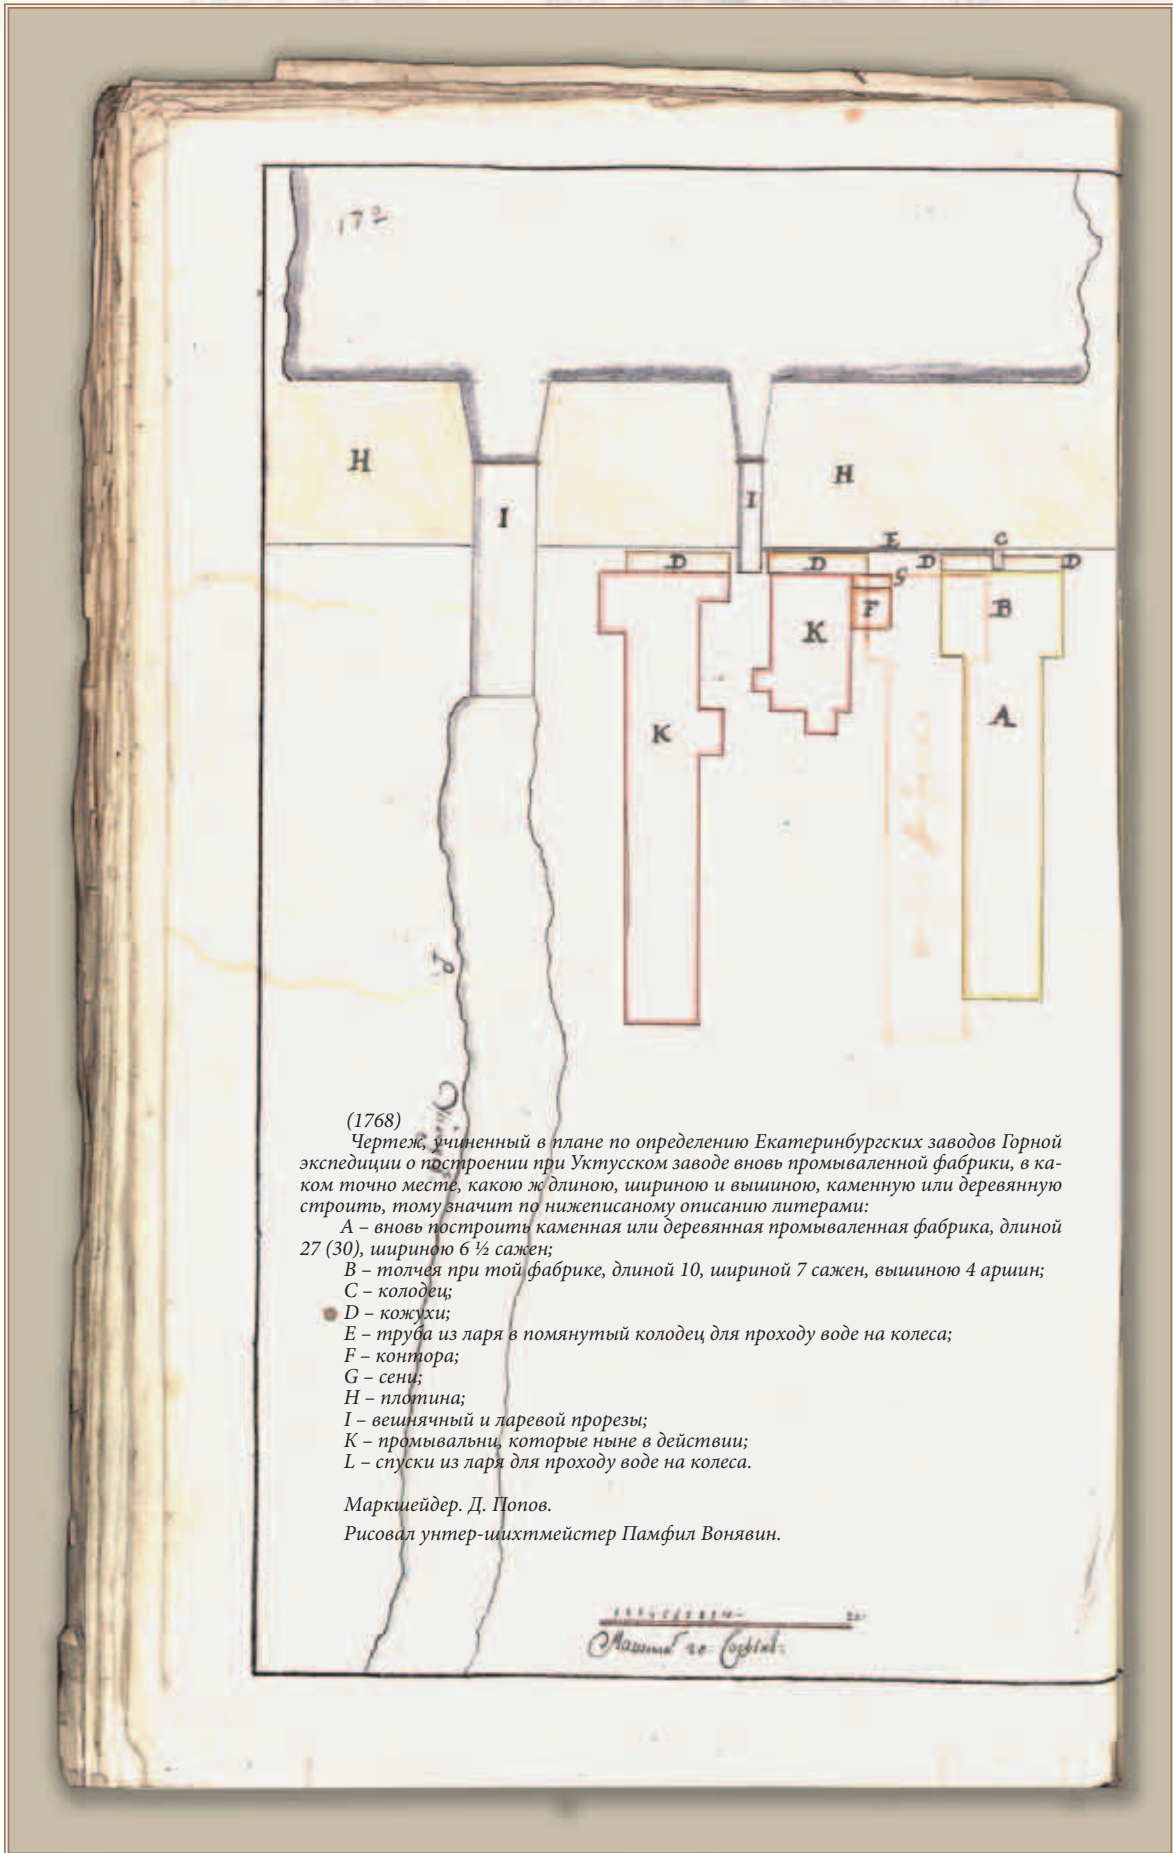 H
H
I
I
E
C
D
D
D
D
G
F
B
K
K
A
(1768)
Чертеж, учиненный в плане по определению Екатеринбургских заводов Горной
экспедиции о построении при Уктусском заводе вновь промываленной фабрики, в ка-
ком точно месте, какою ж длиною, шириною и вышиною, каменную или деревянную
строить, тому значит по нижеписаному описанию литерами:
А – вновь построить каменная или деревянная промываленная фабрика, длиной
27 (30), шириною 6 ½ сажен;
В – толчея при той фабрике, длиной 10, шириной 7 сажен, вышиною 4 аршин;
С – колодец;
D – кожухи;
Е – труба из ларя в помянутый колодец для проходу воде на колеса;
F – контора;
G – сени;
Н – плотина;
I – вешнячный и ларевой прорезы;
К – промывальни, которые ныне в действии;
L – спуски из ларя для проходу воде на колеса.
Маркшейдер. Д. Попов.
Рисовал унтер-шихтмейстер Памфил Вонявин.